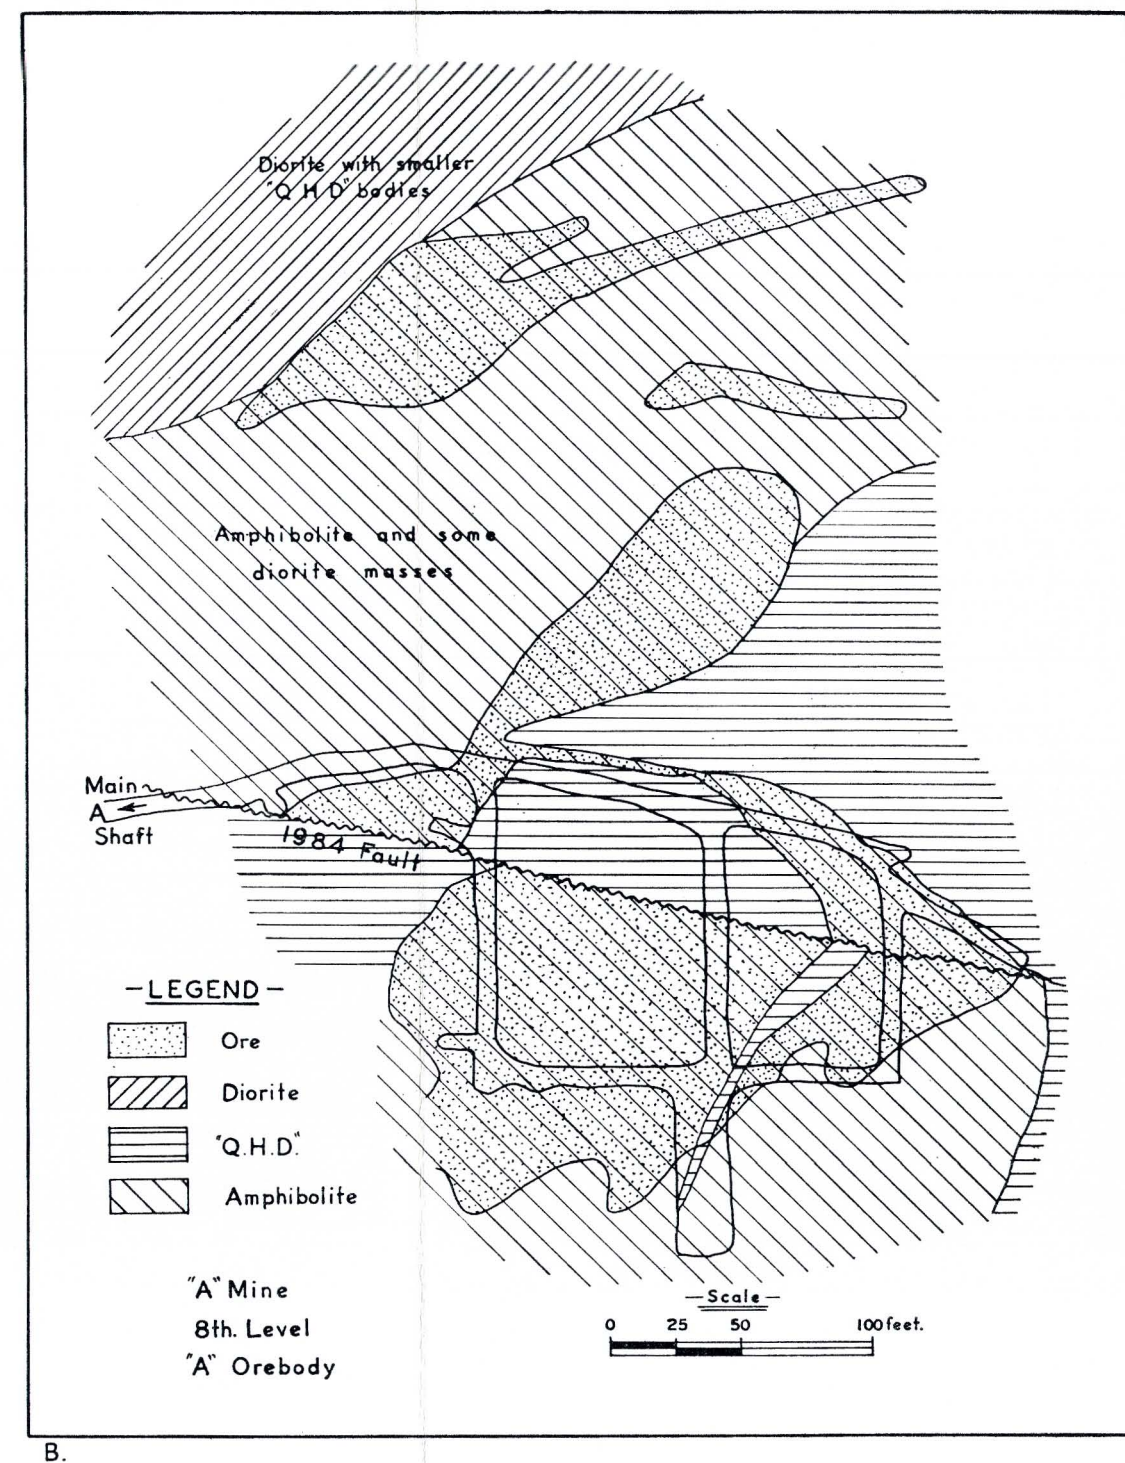 Diorite with smaller
"Q H D" bodies
Amphibolite and some
diorite masses
Main
A
Shaft
1984 Fault
- LEGEND -
Ore
Diorite
"Q.H.D."
Amphibolite
"A" Mine
8th. Level
"A" Orebody
- Scale -
0 25 50 100 feet.
B.